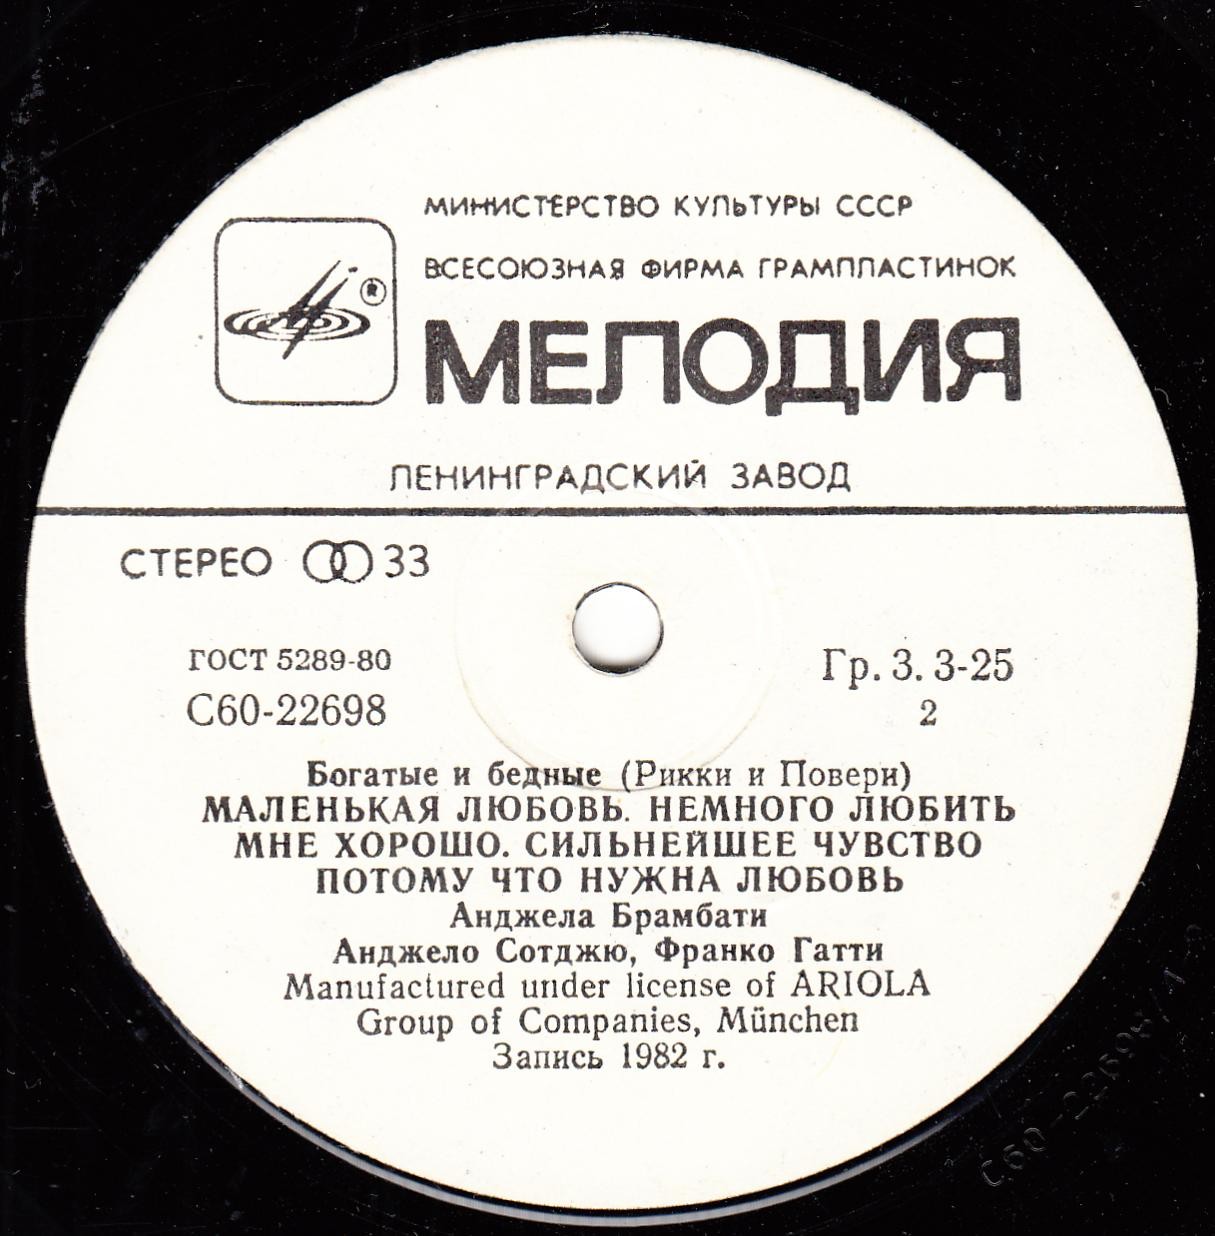 МИНИСТЕРСТВО КУЛЬТУРЫ СССР
ВСЕСОЮЗНАЯ ФИРМА ГРАМПЛАСТИНОК
®
МЕЛОДИЯ
ЛЕНИНГРАДСКИЙ ЗАВОД
СТЕРЕО 33
ГОСТ 5289-80
Гр. 3. 3-25
С60-22698
2
Богатые и бедные (Рикки и Повери)
МАЛЕНЬКАЯ ЛЮБОВЬ. НЕМНОГО ЛЮБИТЬ
МНЕ ХОРОШО. СИЛЬНЕЙШЕЕ ЧУВСТВО
ПОТОМУ ЧТО НУЖНА ЛЮБОВЬ
Анджела Брамбати
Анджело Сотджю, Франко Гатти
Manufactured under license of ARIOLA
Group of Companies, München
Запись 1982 г.